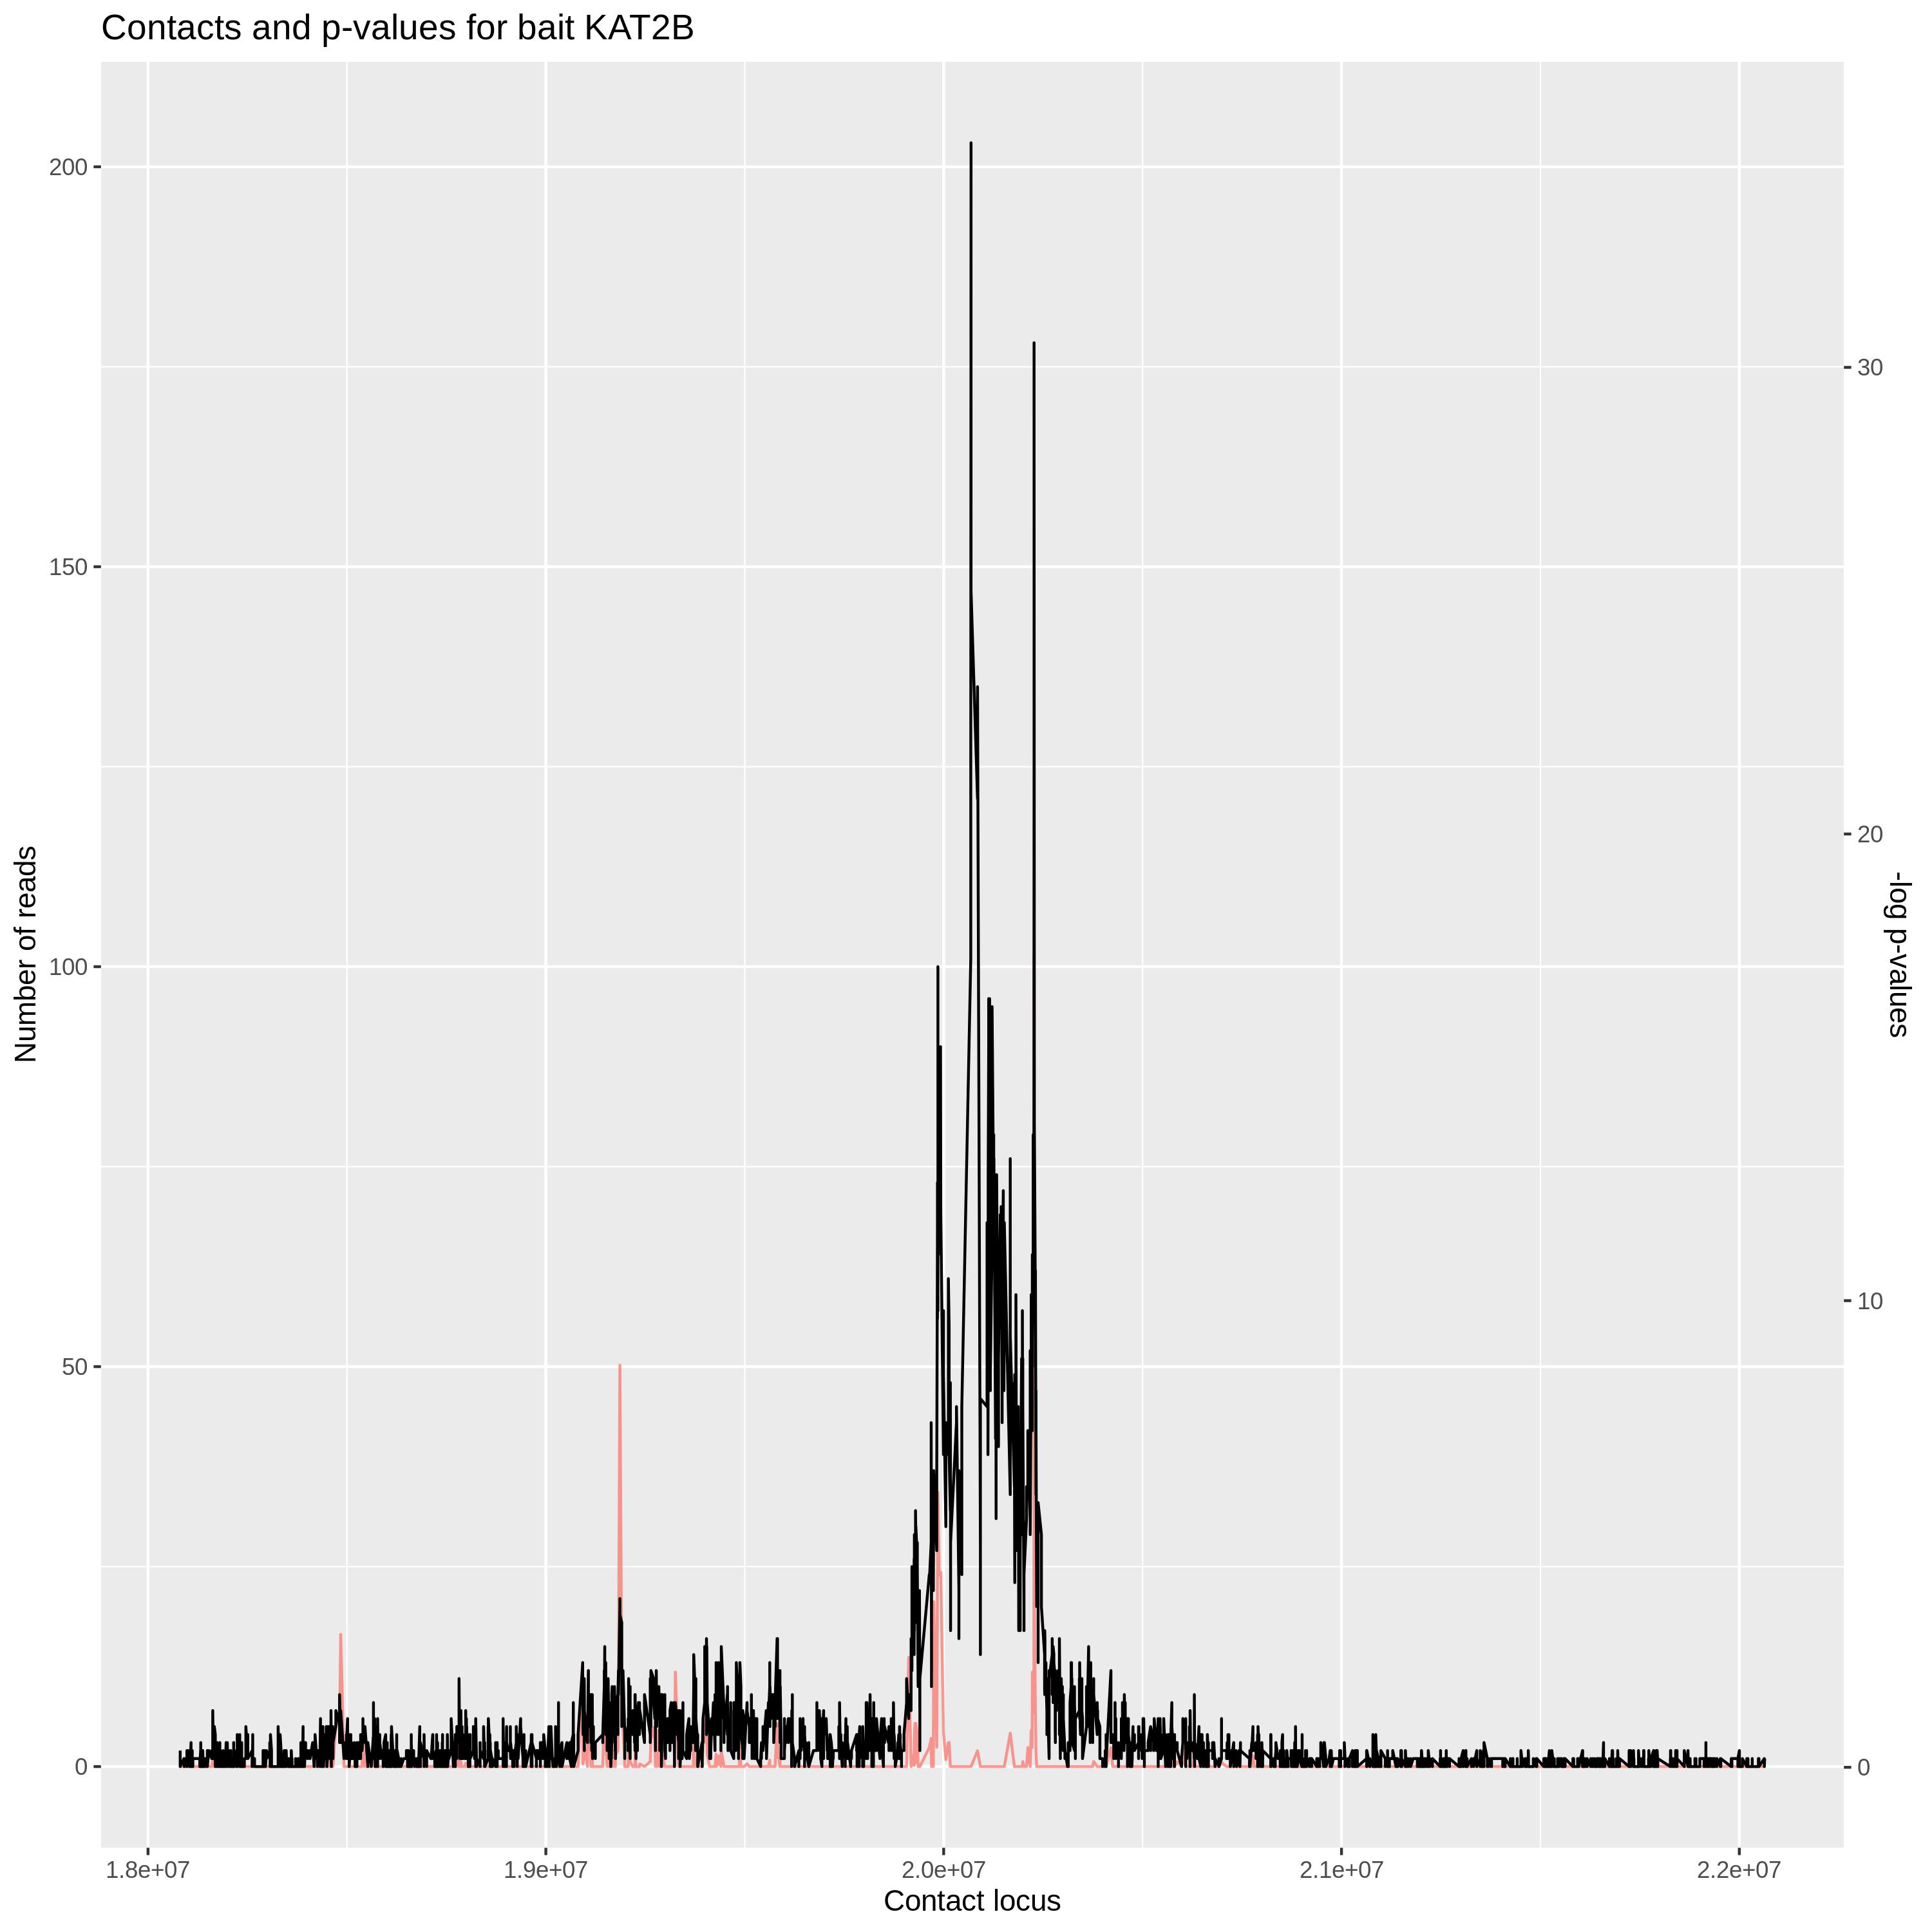 Contacts and p-values for bait KAT2B
200
150
100
50
0
Number of reads
30
20
10
0
-log p-values
1.8e+07
1.9e+07
2.0e+07
2.1e+07
2.2e+07
Contact locus